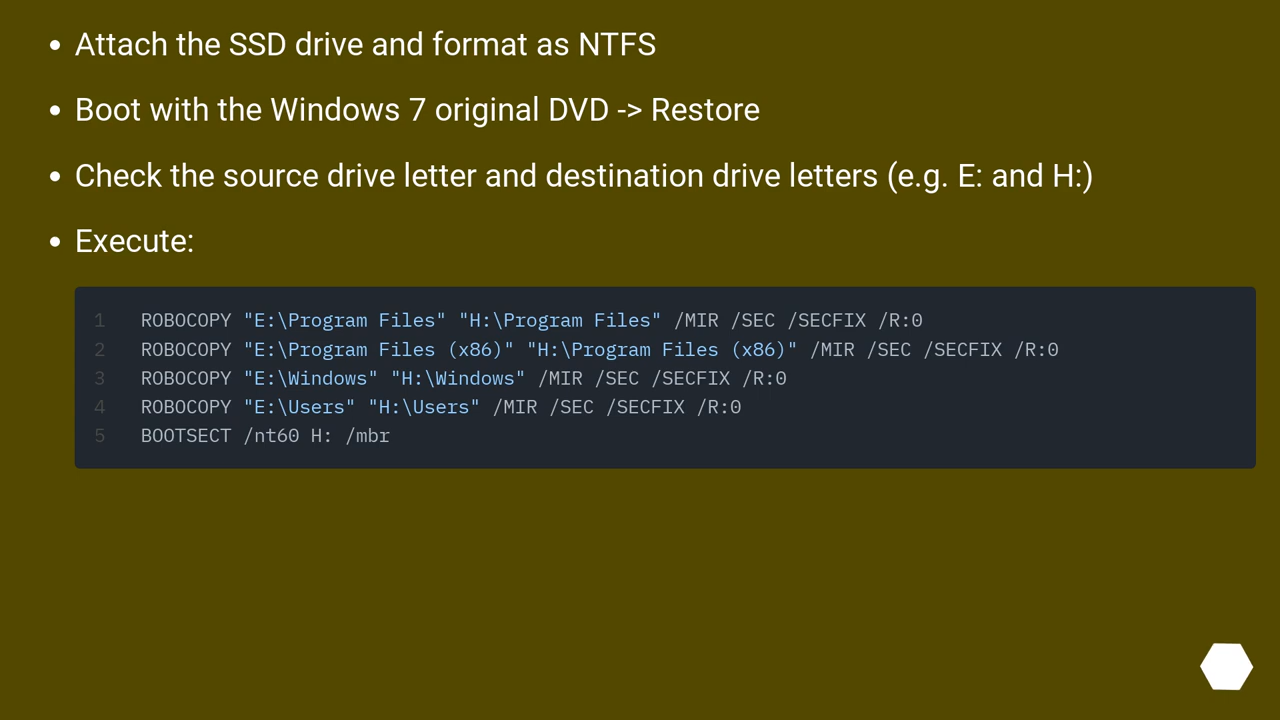 • Attach the SSD drive and format as NTFS
• Boot with the Windows 7 original DVD -> Restore
• Check the source drive letter and destination drive letters (e.g. E: and H:)
• Execute:
1 ROBOCOPY "E:\Program Files" "H:\Program Files" /MIR /SEC /SECFIX /R:0
2 ROBOCOPY "E:\Program Files (x86)" "H:\Program Files (x86)" /MIR /SEC /SECFIX /R:0
3 ROBOCOPY "E:\Windows" "H:\Windows" /MIR /SEC /SECFIX /R:0
4 ROBOCOPY "E:\Users" "H:\Users" /MIR /SEC /SECFIX /R:0
5 BOOTSECT /nt60 H: /mbr